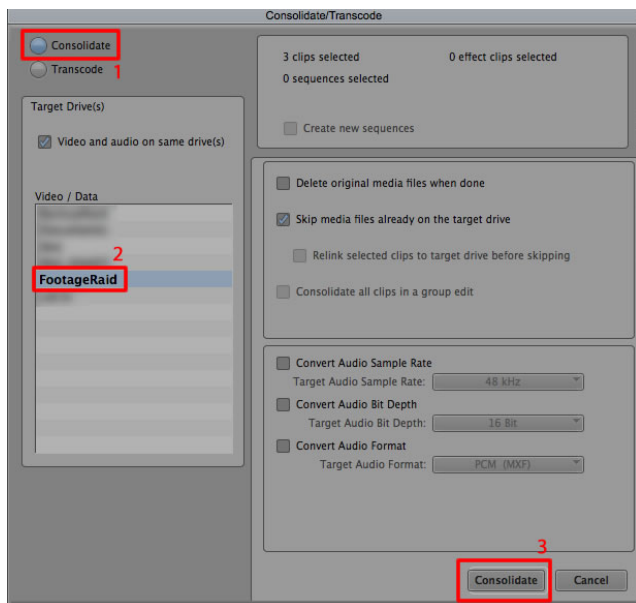 Consolidate/Transcode
Consolidate
Transcode 1
Target Drive(s)
Video and audio on same drive(s)
Video / Data
2
FootageRaid
3 clips selected 0 effect clips selected
0 sequences selected
Create new sequences
Delete original media files when done
Skip media files already on the target drive
Relink selected clips to target drive before skipping
Consolidate all clips in a group edit
Convert Audio Sample Rate
Target Audio Sample Rate: 48 kHz
Convert Audio Bit Depth
Target Audio Bit Depth: 16 Bit
Convert Audio Format
Target Audio Format: PCM (MXF)
3
Consolidate Cancel